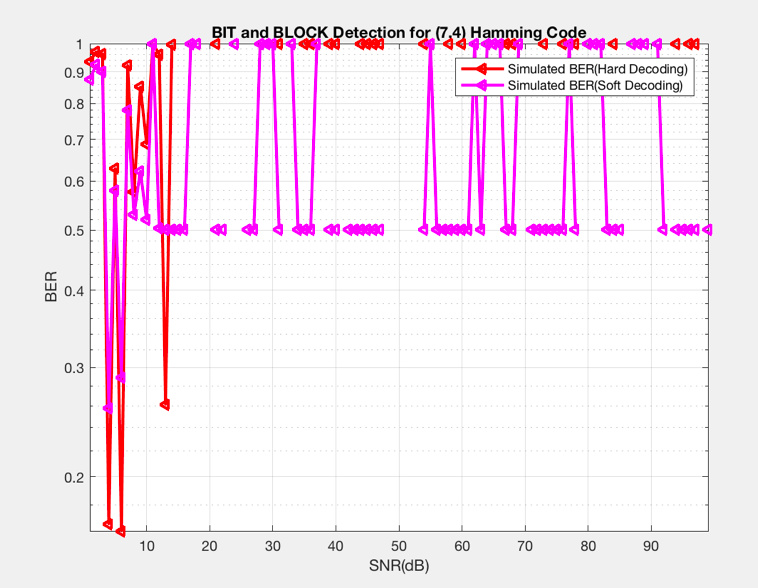 BIT and BLOCK Detection for (7,4) Hamming Code
1
0.9
0.8
0.7
0.6
0.5
0.4
0.3
0.2
BER
Simulated BER(Hard Decoding)
Simulated BER(Soft Decoding)
10 20 30 40 50 60 70 80 90
SNR(dB)